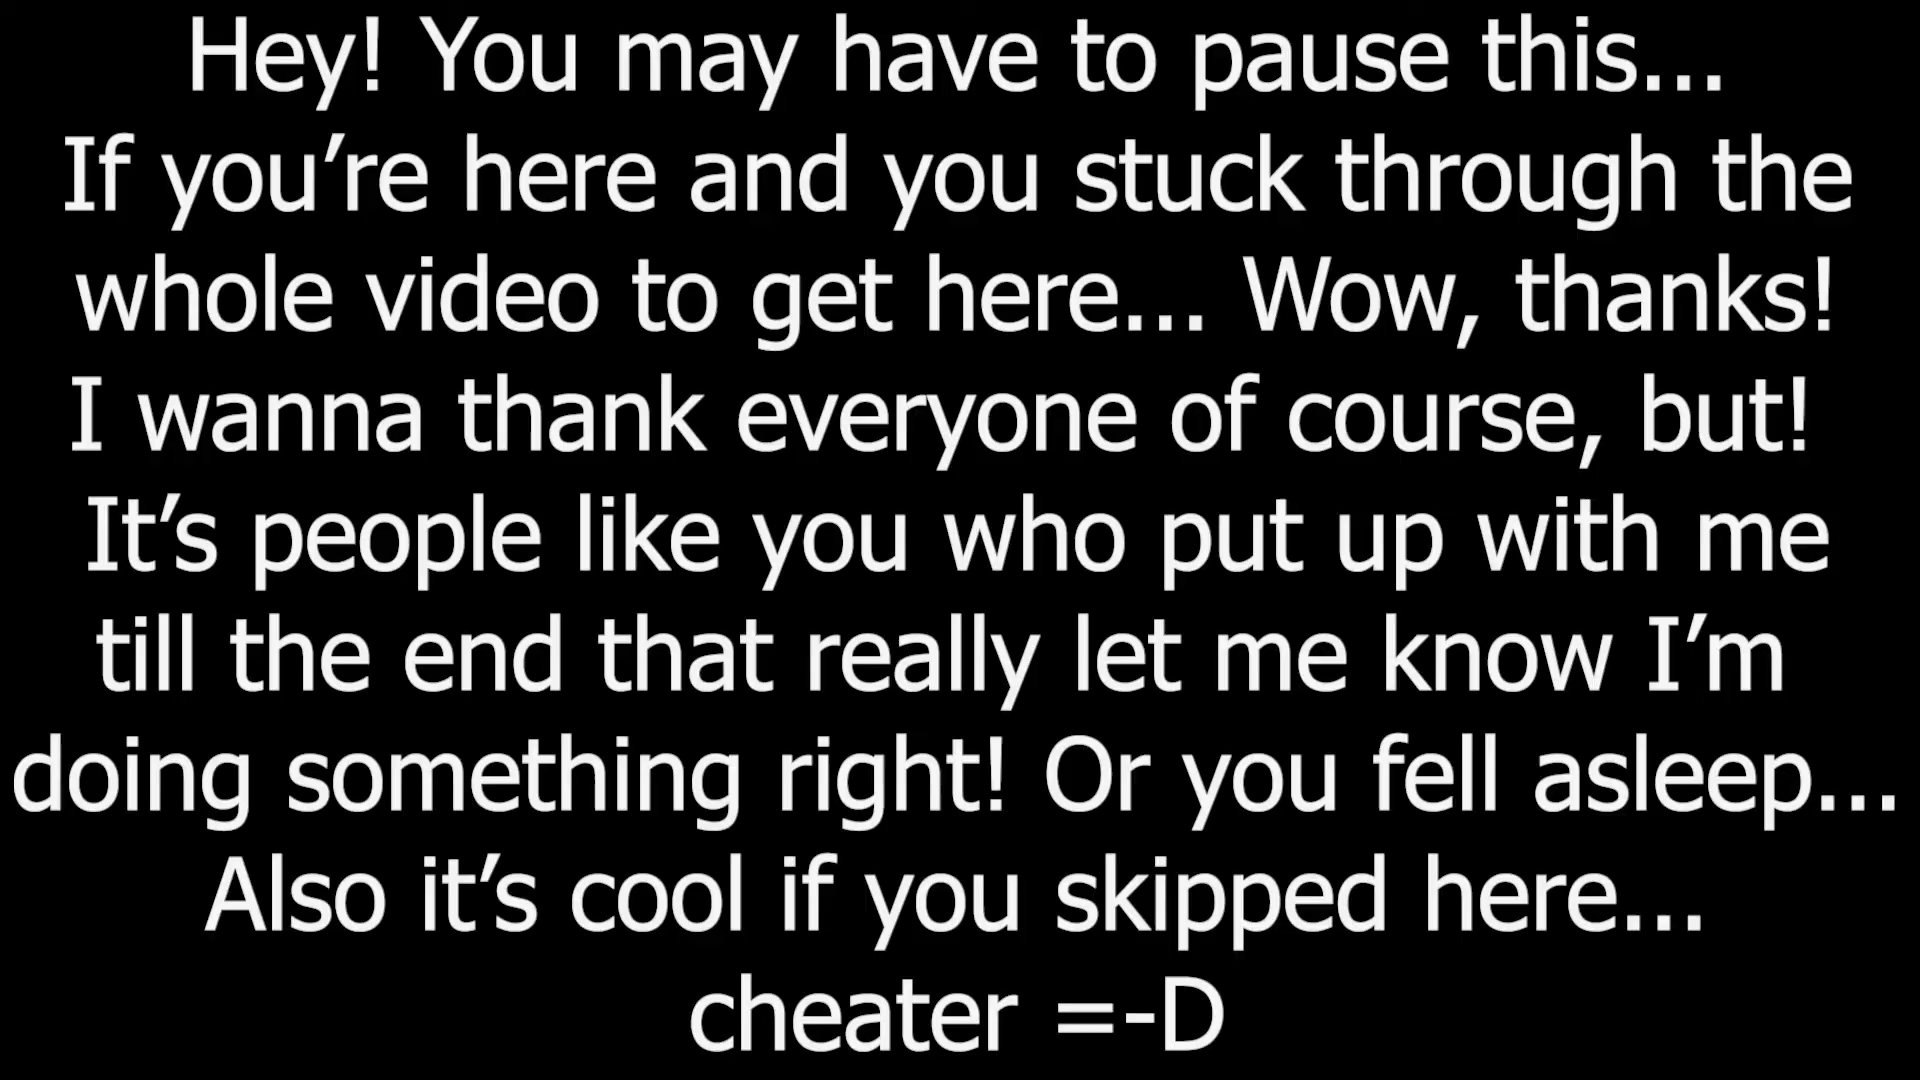 Hey! You may have to pause this...
If you’re here and you stuck through the
whole video to get here... Wow, thanks!
I wanna thank everyone of course, but!
It’s people like you who put up with me
till the end that really let me know I’m
doing something right! Or you fell asleep...
Also it’s cool if you skipped here...
cheater =-D